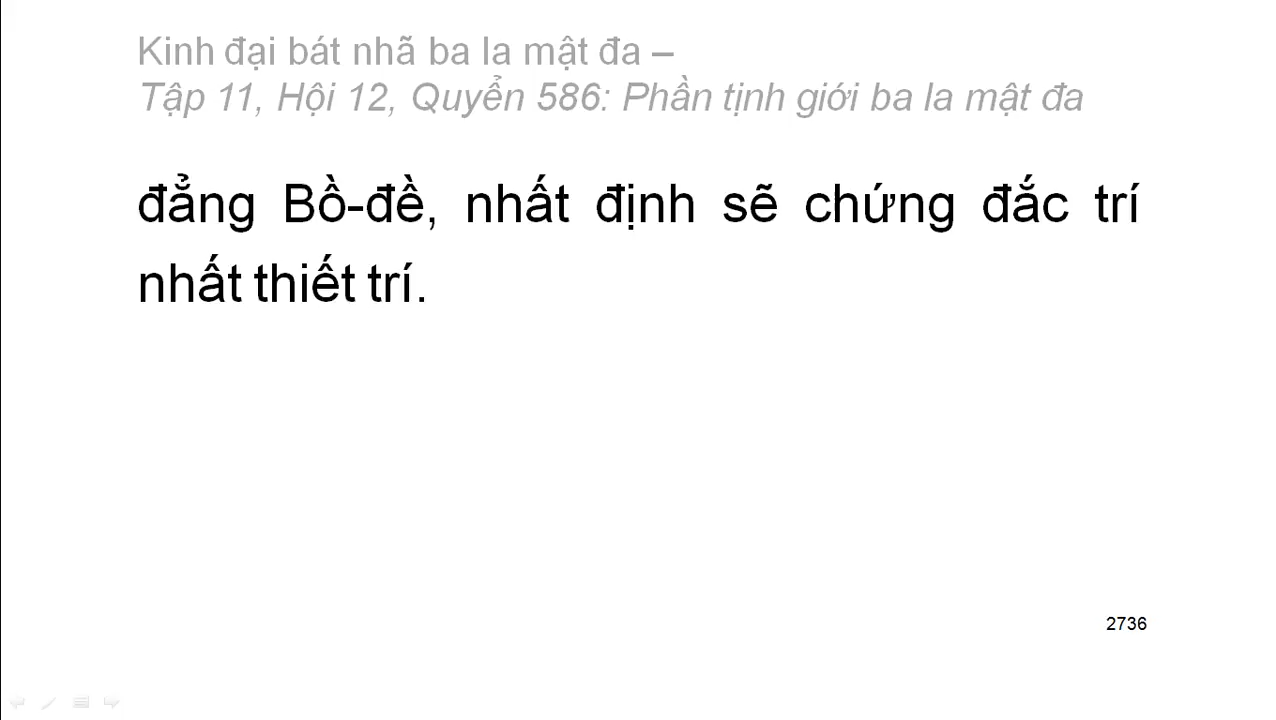 Kinh đại bát nhã ba la mật đa –
Tập 11, Hội 12, Quyển 586: Phần tịnh giới ba la mật đa
đẳng Bồ-đề, nhất định sẽ chứng đắc trí
nhất thiết trí.
2736